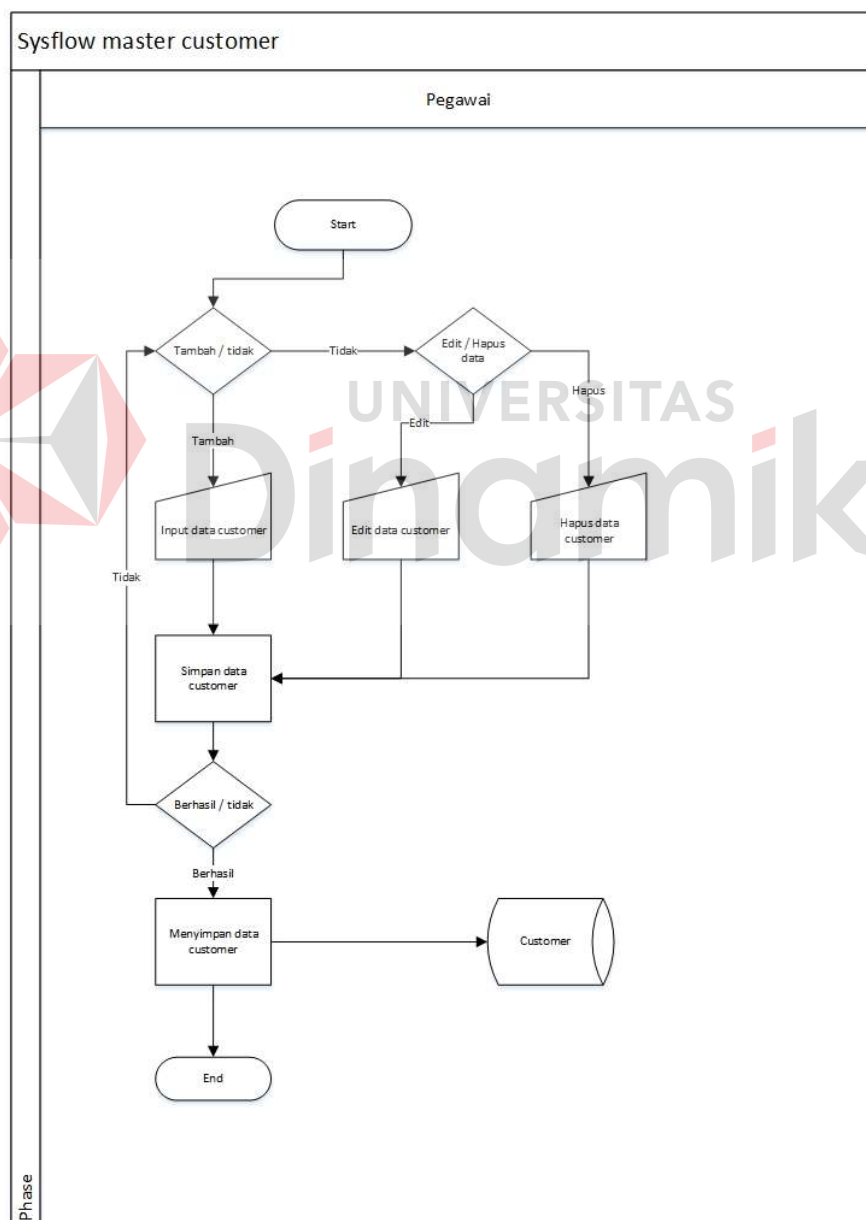 Sysflow master customer
Pegawai
Start
Tambah / tidak
Tidak
Edit / Hapus
data
Hapus
UNIVERSITAS
Dinamika
Edit
Tambah
Input data customer
Edit data customer
Hapus data
customer
Tidak
Simpan data
customer
Berhasil / tidak
Berhasil
Menyimpan data
customer
Customer
End
Phase